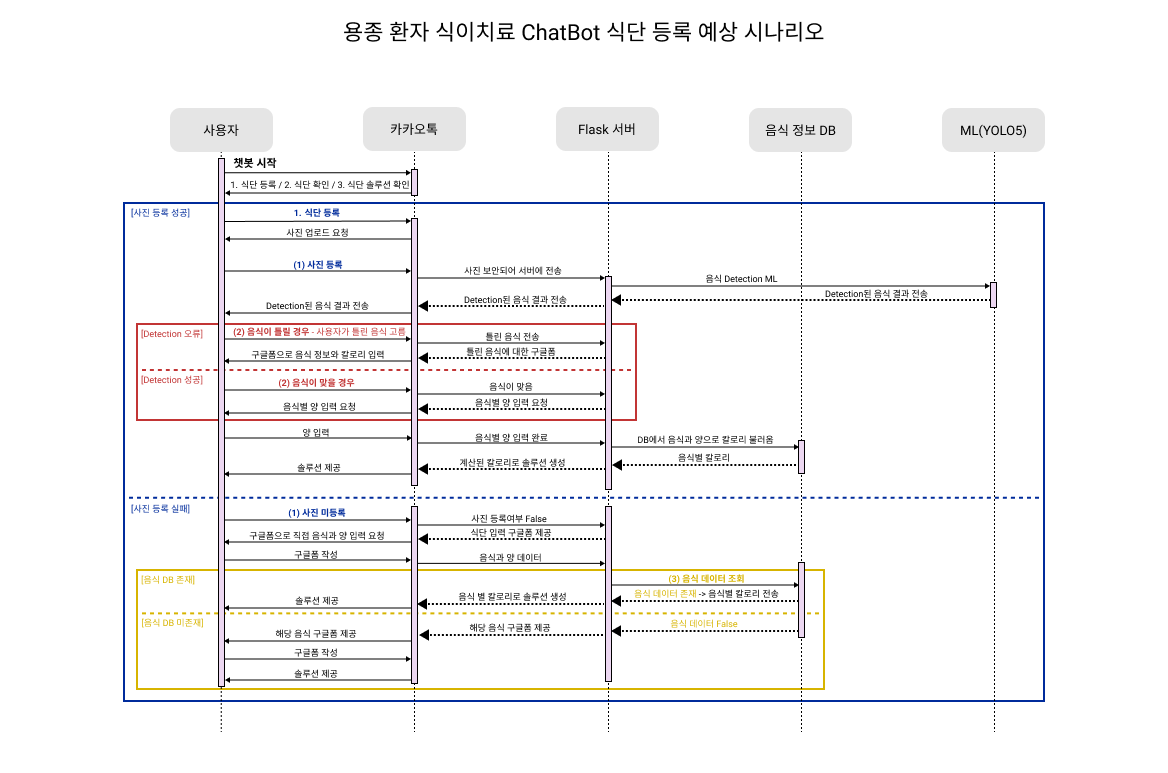 용종 환자 식이치료 ChatBot 식단 등록 예상 시나리오
사용자
카카오톡
Flask 서버
음식 정보 DB
ML(YOLO5)
챗봇 시작
1. 식단 등록 / 2. 식단 확인 / 3. 식단 솔루션 확인
[사진 등록 성공]
1. 식단 등록
사진 업로드 요청
(1) 사진 등록
사진 보안되어 서버에 전송
음식 Detection ML
Detection된 음식 결과 전송
Detection된 음식 결과 전송
Detection된 음식 결과 전송
[Detection 오류]
(2) 음식이 틀릴 경우 - 사용자가 틀린 음식 고름
틀린 음식 전송
구글폼으로 음식 정보와 칼로리 입력
틀린 음식에 대한 구글폼
[Detection 성공]
(2) 음식이 맞을 경우
음식이 맞음
음식별 양 입력 요청
음식별 양 입력 요청
양 입력
음식별 양 입력 완료
DB에서 음식과 양으로 칼로리 불러옴
음식별 칼로리
계산된 칼로리로 솔루션 생성
솔루션 제공
[사진 등록 실패]
(1) 사진 미등록
사진 등록여부 False
구글폼으로 직접 음식과 양 입력 요청
식단 입력 구글폼 제공
구글폼 작성
음식과 양 데이터
[음식 DB 존재]
(3) 음식 데이터 조회
음식 데이터 존재 -> 음식별 칼로리 전송
음식 별 칼로리로 솔루션 생성
솔루션 제공
[음식 DB 미존재]
음식 데이터 False
해당 음식 구글폼 제공
해당 음식 구글폼 제공
구글폼 작성
솔루션 제공